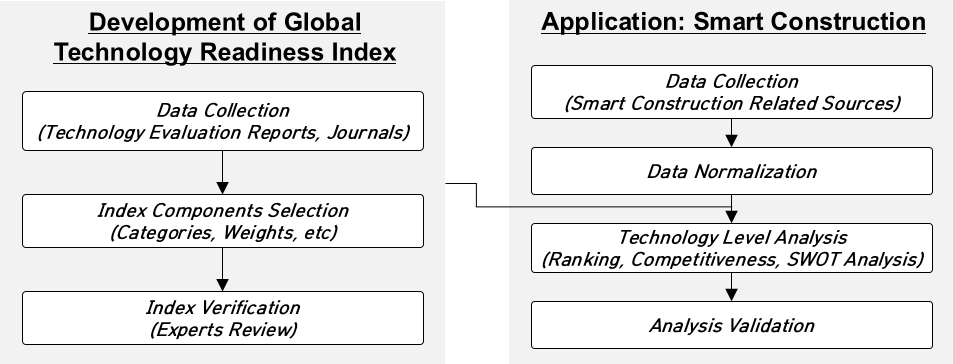 Development of Global
Technology Readiness Index
Data Collection
(Technology Evaluation Reports, Journals)
Index Components Selection
(Categories, Weights, etc)
Index Verification
(Experts Review)
Application: Smart Construction
Data Collection
(Smart Construction Related Sources)
Data Normalization
Technology Level Analysis
(Ranking, Competitiveness, SWOT Analysis)
Analysis Validation